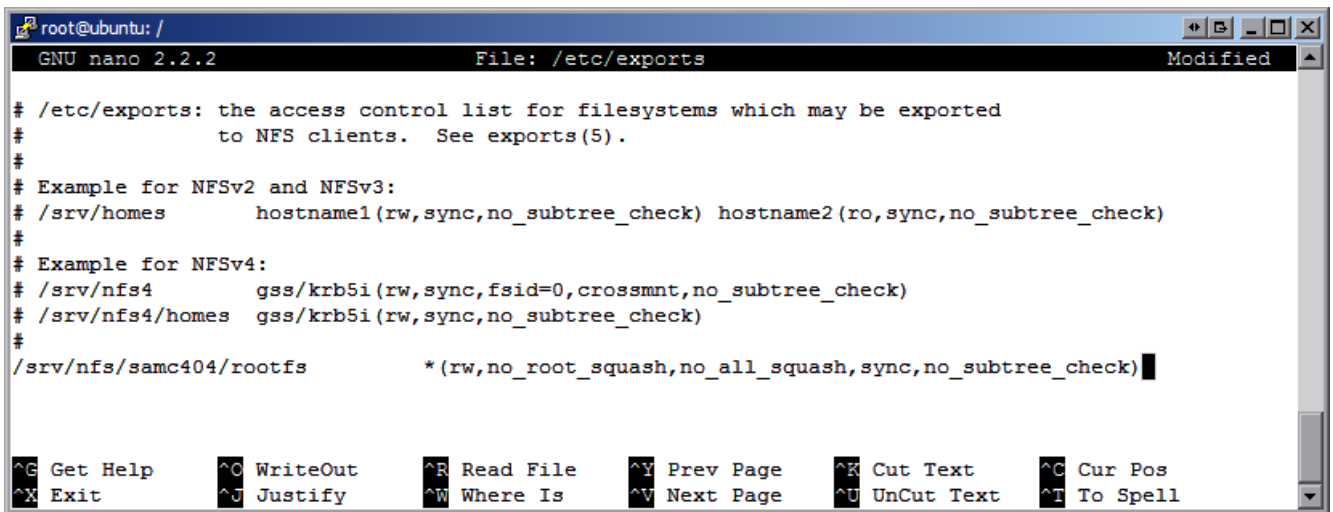 root@ubuntu: /
GNU nano 2.2.2 File: /etc/exports Modified
# /etc/exports: the access control list for filesystems which may be exported
# to NFS clients. See exports(5).
#
# Example for NFSv2 and NFSv3:
# /srv/homes hostname1(rw,sync,no_subtree_check) hostname2(ro,sync,no_subtree_check)
#
# Example for NFSv4:
# /srv/nfs4 gss/krb5i(rw,sync,fsid=0,crossmnt,no_subtree_check)
# /srv/nfs4/homes gss/krb5i(rw,sync,no_subtree_check)
#
/srv/nfs/samc404/rootfs *(rw,no_root_squash,no_all_squash,sync,no_subtree_check)
^G Get Help ^O WriteOut ^R Read File ^Y Prev Page ^K Cut Text ^C Cur Pos
^X Exit ^J Justify ^W Where Is ^V Next Page ^U UnCut Text ^T To Spell